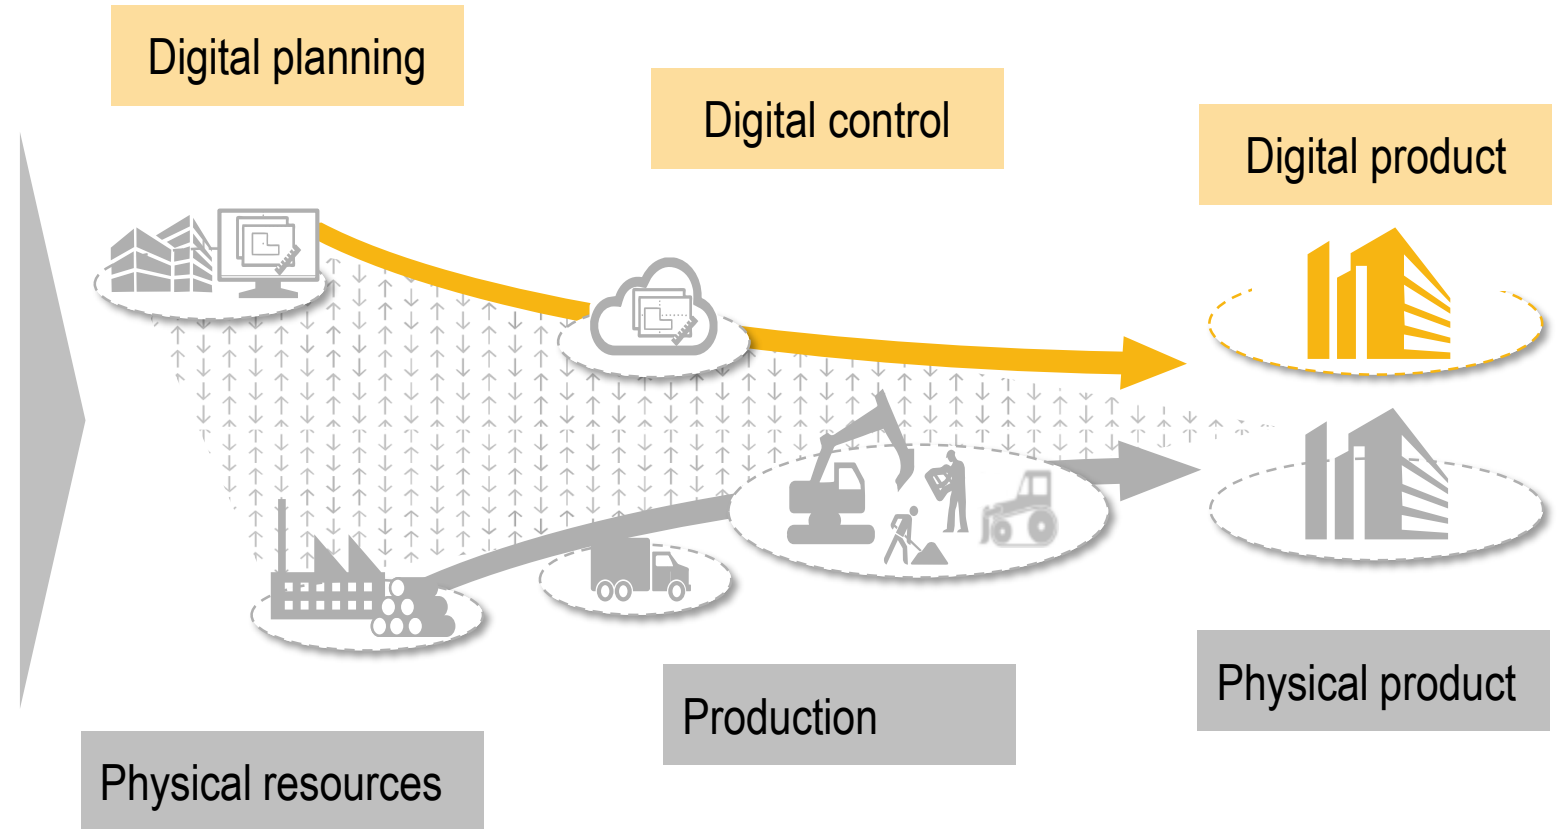 Digital planning
Digital control
Digital product
Physical product
Production
Physical resources